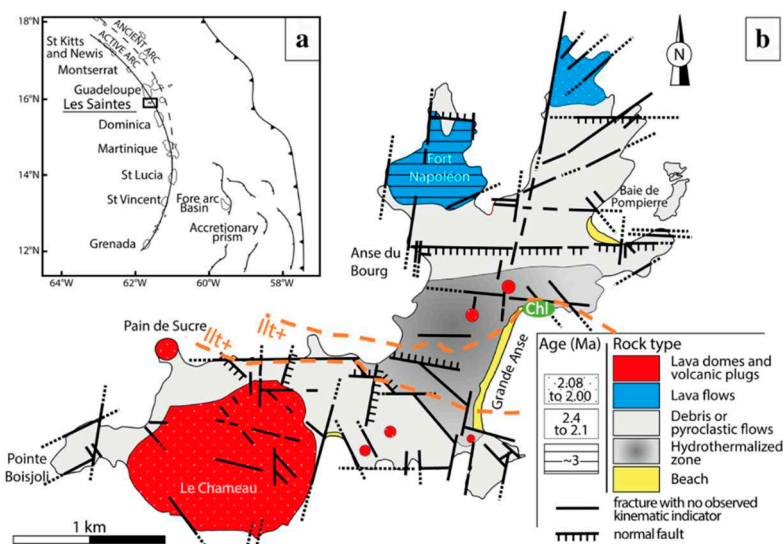 18°N
16°N
14°N
12°N
64°W
62°W
60°W
58°W
a
ANCIENT ARC
ACTIVE ARC
St Kitts
and Newis
Montserrat
Guadeloupe
Les Saintes
Dominica
Martinique
St Lucia
St Vincent
Grenada
Fore arc
Basin
Accretionary
prism
b
N
Fort
Napoléon
Baie de
Pompierre
Anse du
Bourg
Chl
Grande Anse
Ilt+
Ilt+
Pain de Sucre
Pointe
Boisjoli
Le Chameau
1 km
Age (Ma)
2.08
to 2.00
2.4
to 2.1
~3
Rock type
Lava domes and
volcanic plugs
Lava flows
Debris or
pyroclastic flows
Hydrothermalized
zone
Beach
fracture with no observed
kinematic indicator
normal fault